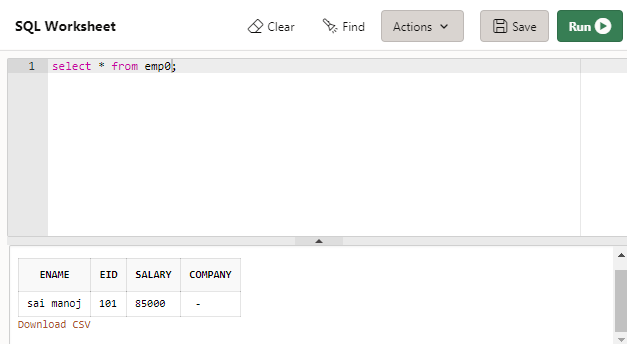 SQL Worksheet Clear Find Actions Save Run
1 select * from emp0;
ENAME EID SALARY COMPANY
sai manoj 101 85000 -
Download CSV